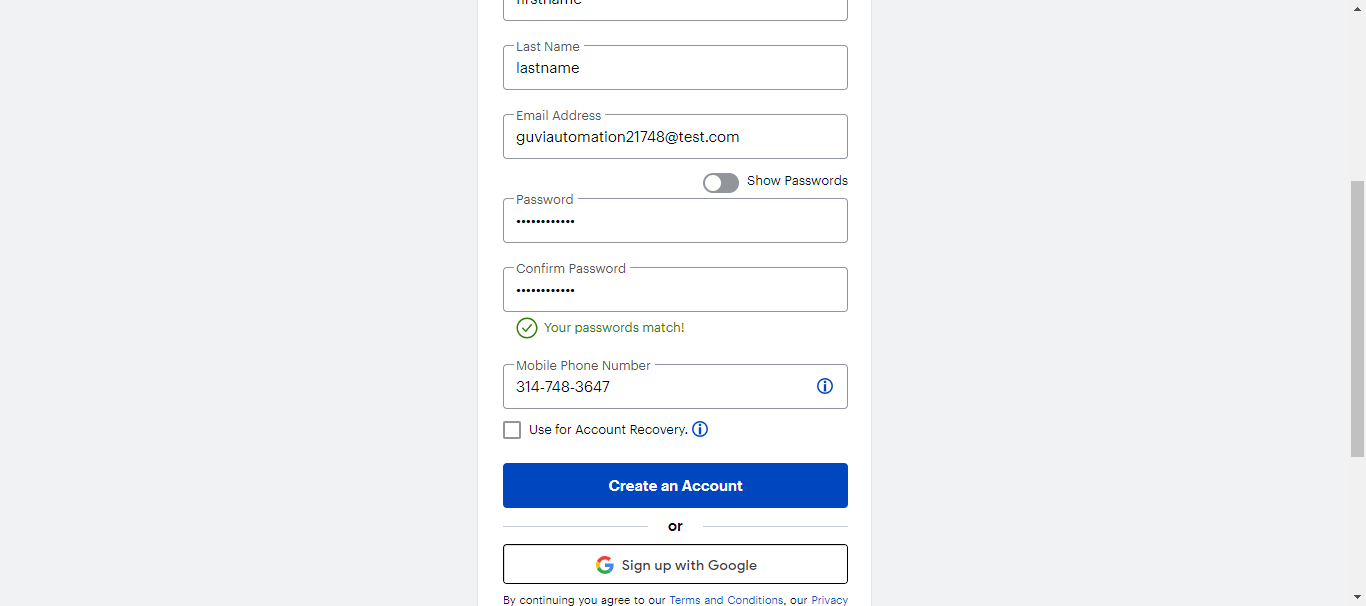 firstname
Last Name
lastname
Email Address
guviautomation21748@test.com
Show Passwords
Password
••••••••••••
Confirm Password
••••••••••••
Your passwords match!
Mobile Phone Number
314-748-3647
Use for Account Recovery.
Create an Account
or
Sign up with Google
By continuing you agree to our Terms and Conditions, our Privacy